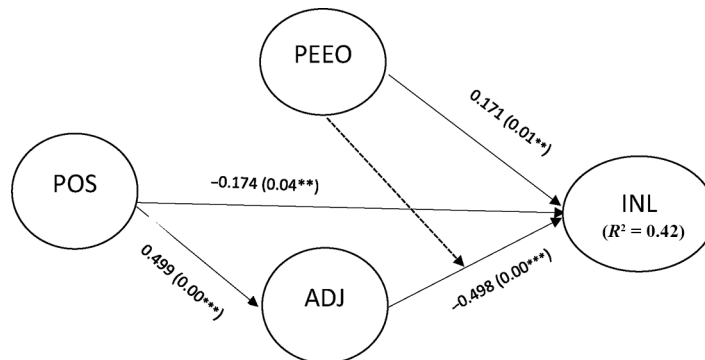 PEEO
0.171 (0.01**)
POS
−0.174 (0.04**)
INL
(R² = 0.42)
0.499 (0.00***)
ADJ
−0.498 (0.00***)